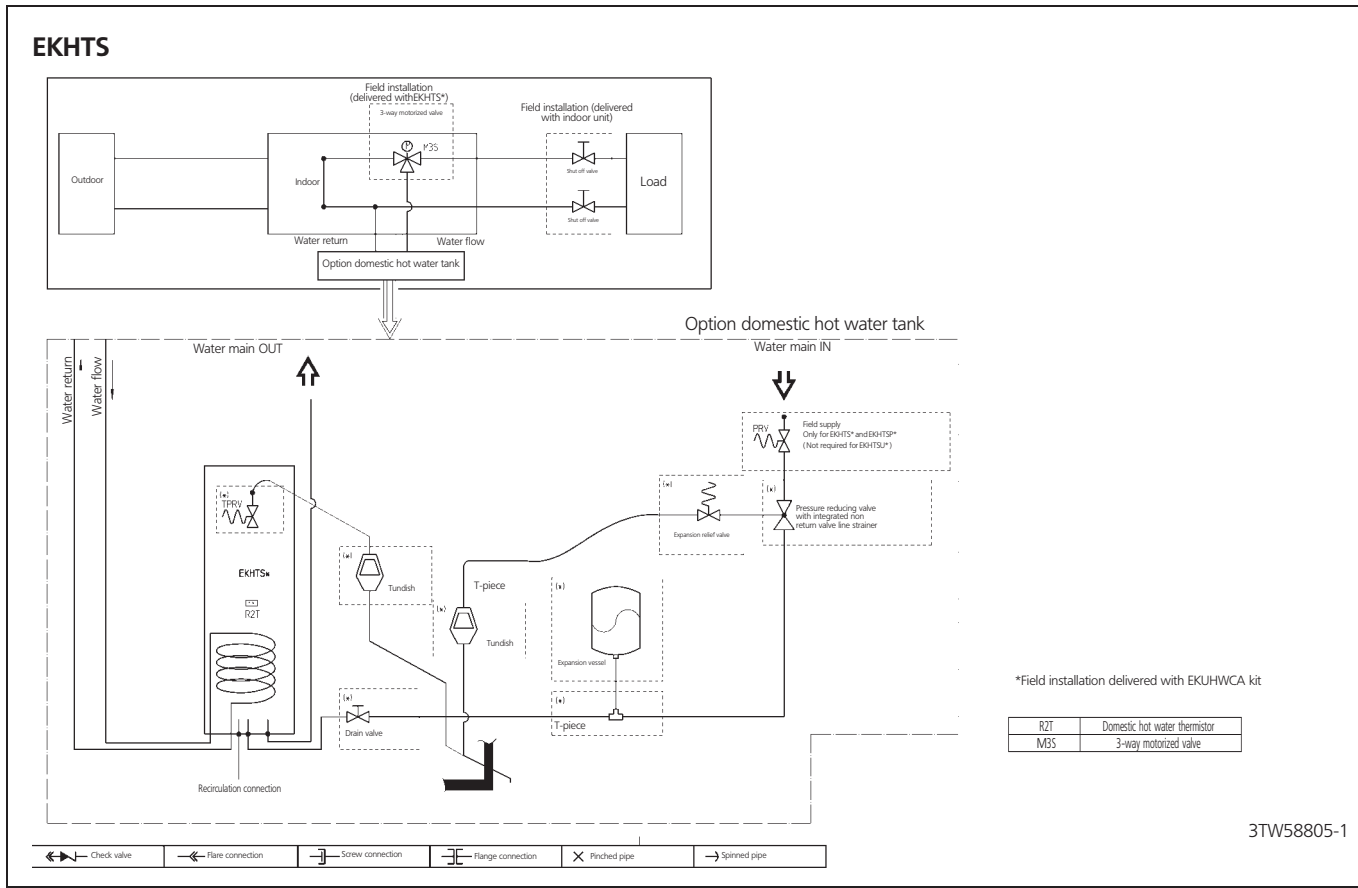 EKHTS
Field installation
(delivered withEKHTS*)
3-way motorized valve
M
M3S
Field installation (delivered
with indoor unit)
Outdoor
Indoor
Shut off valve
Shut off valve
Load
Water return
Water flow
Option domestic hot water tank
Option domestic hot water tank
Water return
Water flow
Water main OUT
Water main IN
PRV
Field supply
Only for EKHTS* and EKHTSP*
(Not required for EKHTSU*)
(*)
TPRV
(*)
Expansion relief valve
(*)
Pressure reducing valve
with integrated non
return valve line strainer
(*)
Tundish
EKHTS*
R2T
T-piece
(*)
Tundish
(*)
Expansion vessel
(*)
Drain valve
(*)
T-piece
Recirculation connection
*Field installation delivered with EKUHWCA kit
R2T Domestic hot water thermistor
M3S 3-way motorized valve
3TW58805-1
Check valve Flare connection Screw connection Flange connection Pinched pipe Spinned pipe